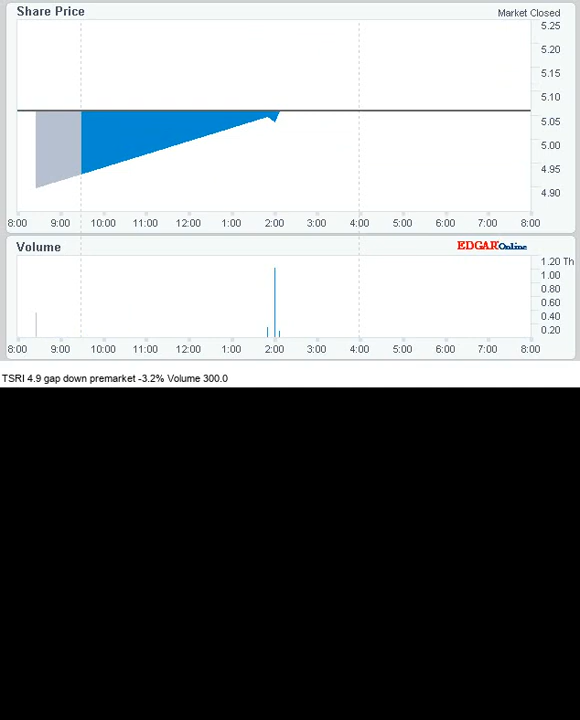 Share Price
Market Closed
5.25
5.20
5.15
5.10
5.05
5.00
4.95
4.90
8:00 9:00 10:00 11:00 12:00 1:00 2:00 3:00 4:00 5:00 6:00 7:00 8:00
Volume
EDGAR Online
1.20 Th
1.00
0.80
0.60
0.40
0.20
8:00 9:00 10:00 11:00 12:00 1:00 2:00 3:00 4:00 5:00 6:00 7:00 8:00
TSRI 4.9 gap down premarket -3.2% Volume 300.0